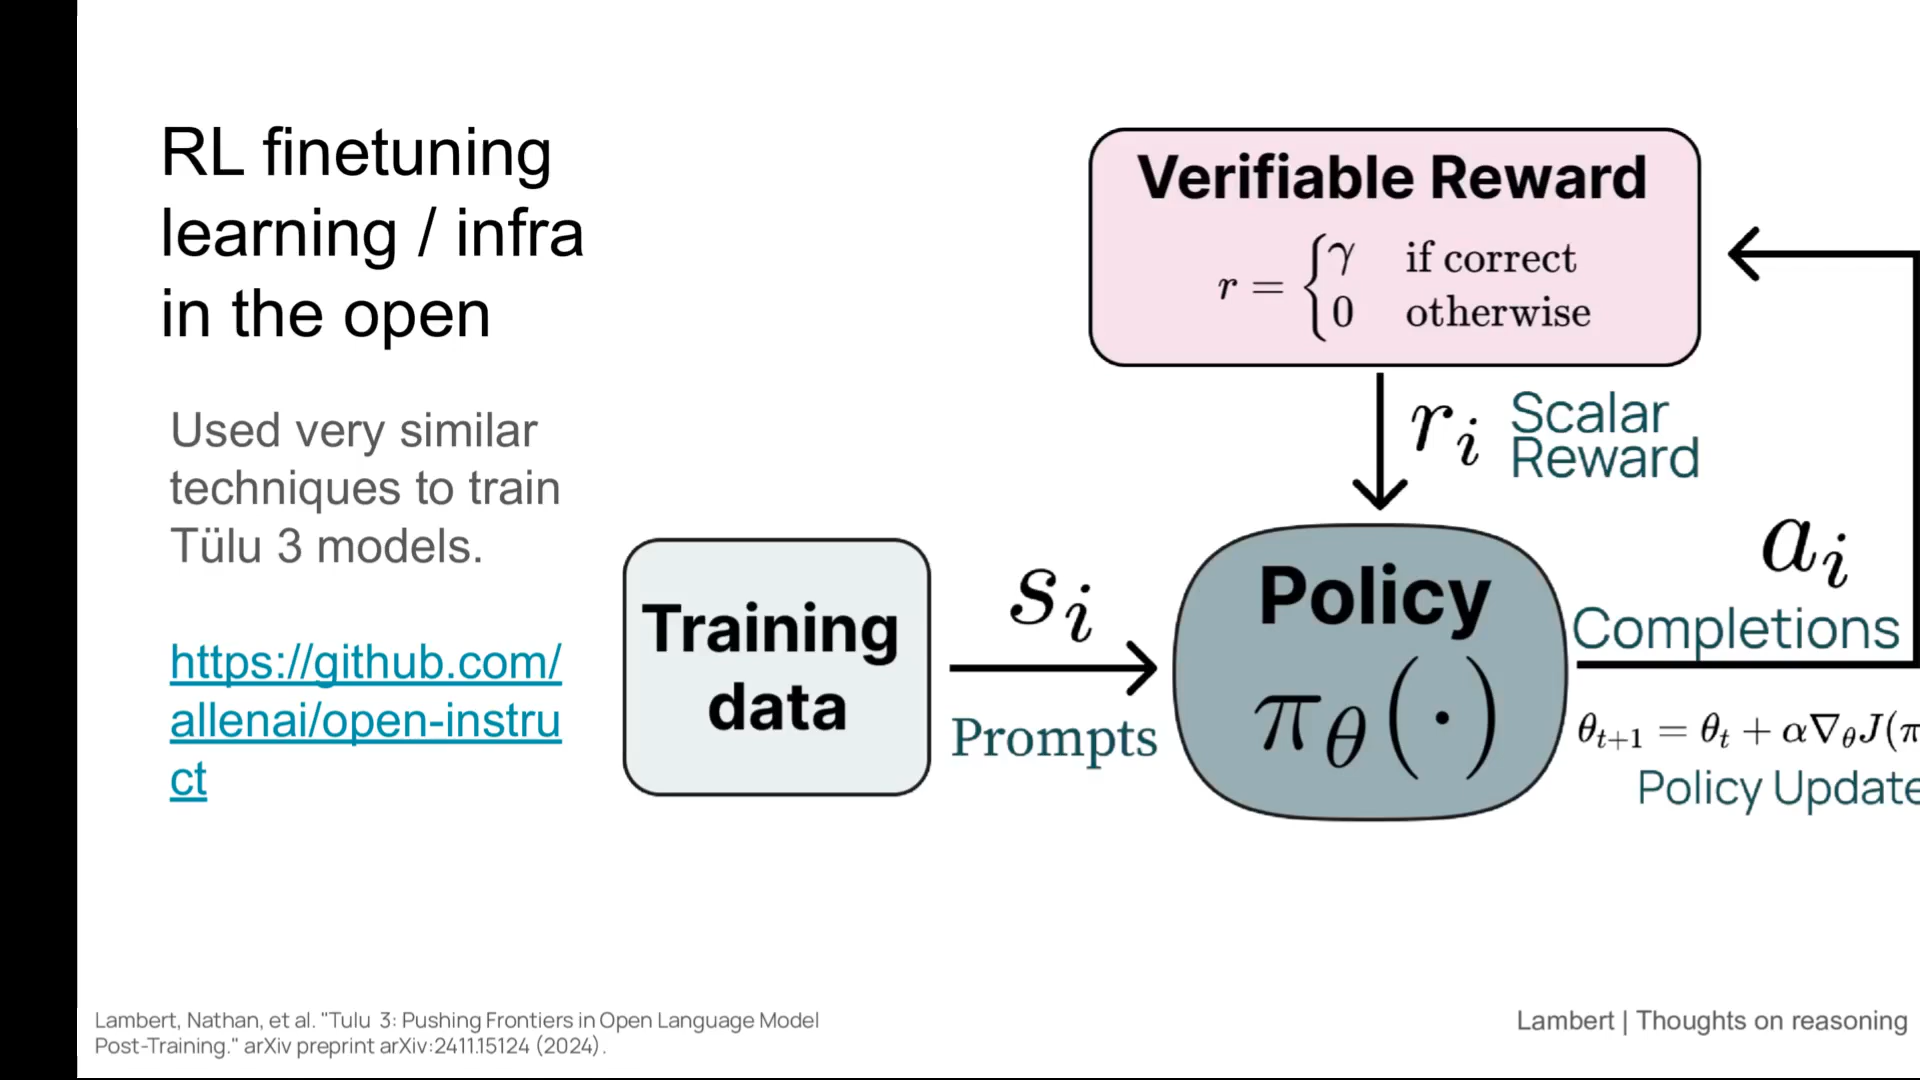 RL finetuning
learning / infra
in the open
Used very similar
techniques to train
Tülu 3 models.
https://github.com/
allenai/open-instru
ct
Verifiable Reward
r = { γ if correct
0 otherwise
r_i Scalar
Reward
a_i
Completions
s_i
Prompts
Training
data
Policy
π_θ(·)
θ_{t+1} = θ_t + α∇_θJ(π
Policy Update
Lambert, Nathan, et al. "Tulu 3: Pushing Frontiers in Open Language Model
Post-Training." arXiv preprint arXiv:2411.15124 (2024).
Lambert | Thoughts on reasoning